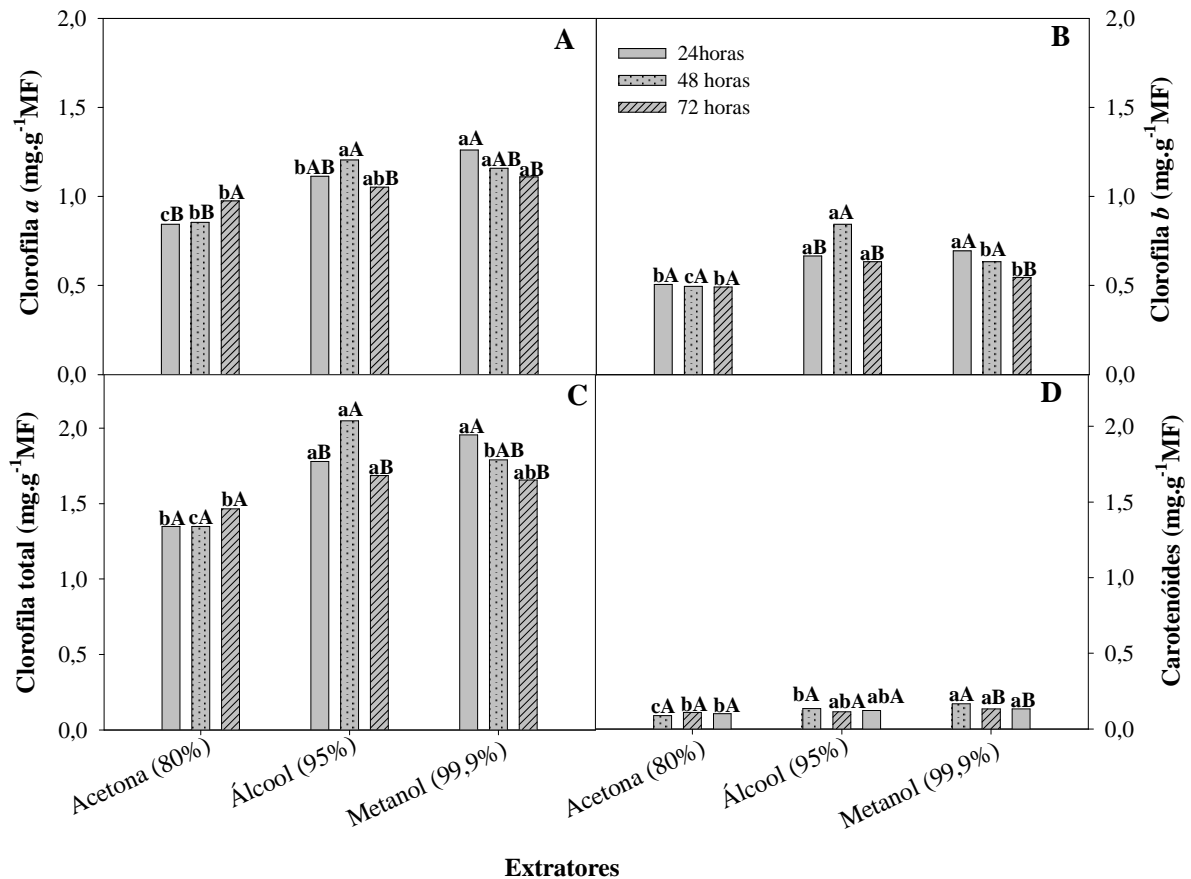 A
Clorofila a (mg.g-1MF)
2,0
1,5
1,0
0,5
0,0
cB bB bA
bAB aA abB
aA aAB aB
B
24horas
48 horas
72 horas
bA cA bA
aB aA aB
aA bA bB
2,0
1,5
1,0
0,5
0,0
Clorofila b (mg.g-1MF)
C
Clorofila total (mg.g-1MF)
2,0
1,5
1,0
0,5
0,0
bA cA bA
aB aA aB
aA bAB abB
D
cA bA bA
bA abA abA
aA aB aB
2,0
1,5
1,0
0,5
0,0
Carotenóides (mg.g-1MF)
Acetona (80%)
Álcool (95%)
Metanol (99,9%)
Acetona (80%)
Álcool (95%)
Metanol (99,9%)
Extratores